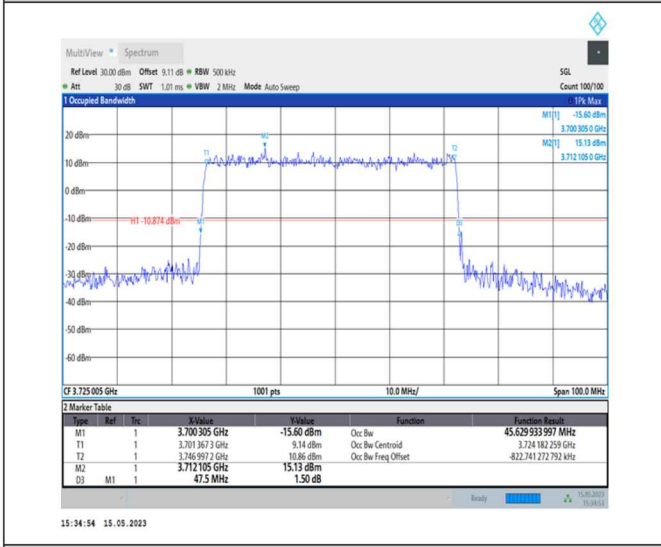 MultiView Spectrum
Ref Level 30.00 dBm Offset 9.11 dB RBW 500 kHz SGL
Att 30 dB SWT 1.01 ms VBW 2 MHz Mode Auto Sweep Count 100/100
1 Occupied Bandwidth 1Pk Max
M1[1] -15.60 dBm
3.700 305 0 GHz
M2[1] 15.13 dBm
3.712 105 0 GHz
20 dBm
M2
T1
T2
10 dBm
0 dBm
-10 dBm
H1 -10.874 dBm
M1
D3
-20 dBm
-30 dBm
-40 dBm
-50 dBm
-60 dBm
CF 3.725 005 GHz 1001 pts 10.0 MHz/ Span 100.0 MHz
2 Marker Table
Type Ref Trc X-Value Y-Value Function Function Result
M1 1 3.700 305 GHz -15.60 dBm Occ Bw 45.629 933 997 MHz
T1 1 3.701 367 3 GHz 9.14 dBm Occ Bw Centroid 3.724 182 259 GHz
T2 1 3.746 997 2 GHz 10.86 dBm Occ Bw Freq Offset -822.741 272 792 kHz
M2 1 3.712 105 GHz 15.13 dBm
D3 M1 1 47.5 MHz 1.50 dB
Ready 15.05.2023
15:34:54 15.05.2023